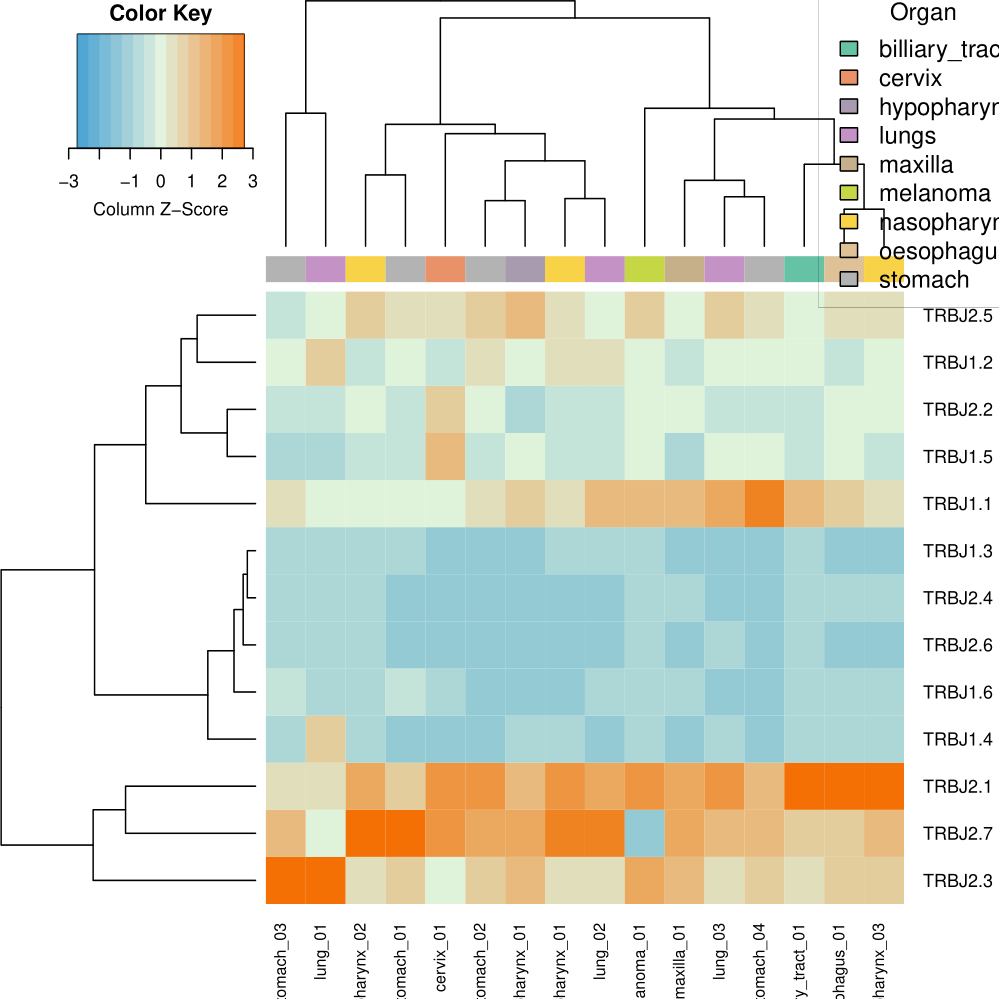 Color Key
−3 −1 0 1 2 3
Column Z−Score
Organ
billiary_trac
cervix
hypopharyn
lungs
maxilla
melanoma
nasopharyn
oesophagu
stomach
TRBJ2.5
TRBJ1.2
TRBJ2.2
TRBJ1.5
TRBJ1.1
TRBJ1.3
TRBJ2.4
TRBJ2.6
TRBJ1.6
TRBJ1.4
TRBJ2.1
TRBJ2.7
TRBJ2.3
tomach_03
lung_01
harynx_02
tomach_01
cervix_01
tomach_02
harynx_01
harynx_01
lung_02
anoma_01
maxilla_01
lung_03
tomach_04
y_tract_01
phagus_01
harynx_03